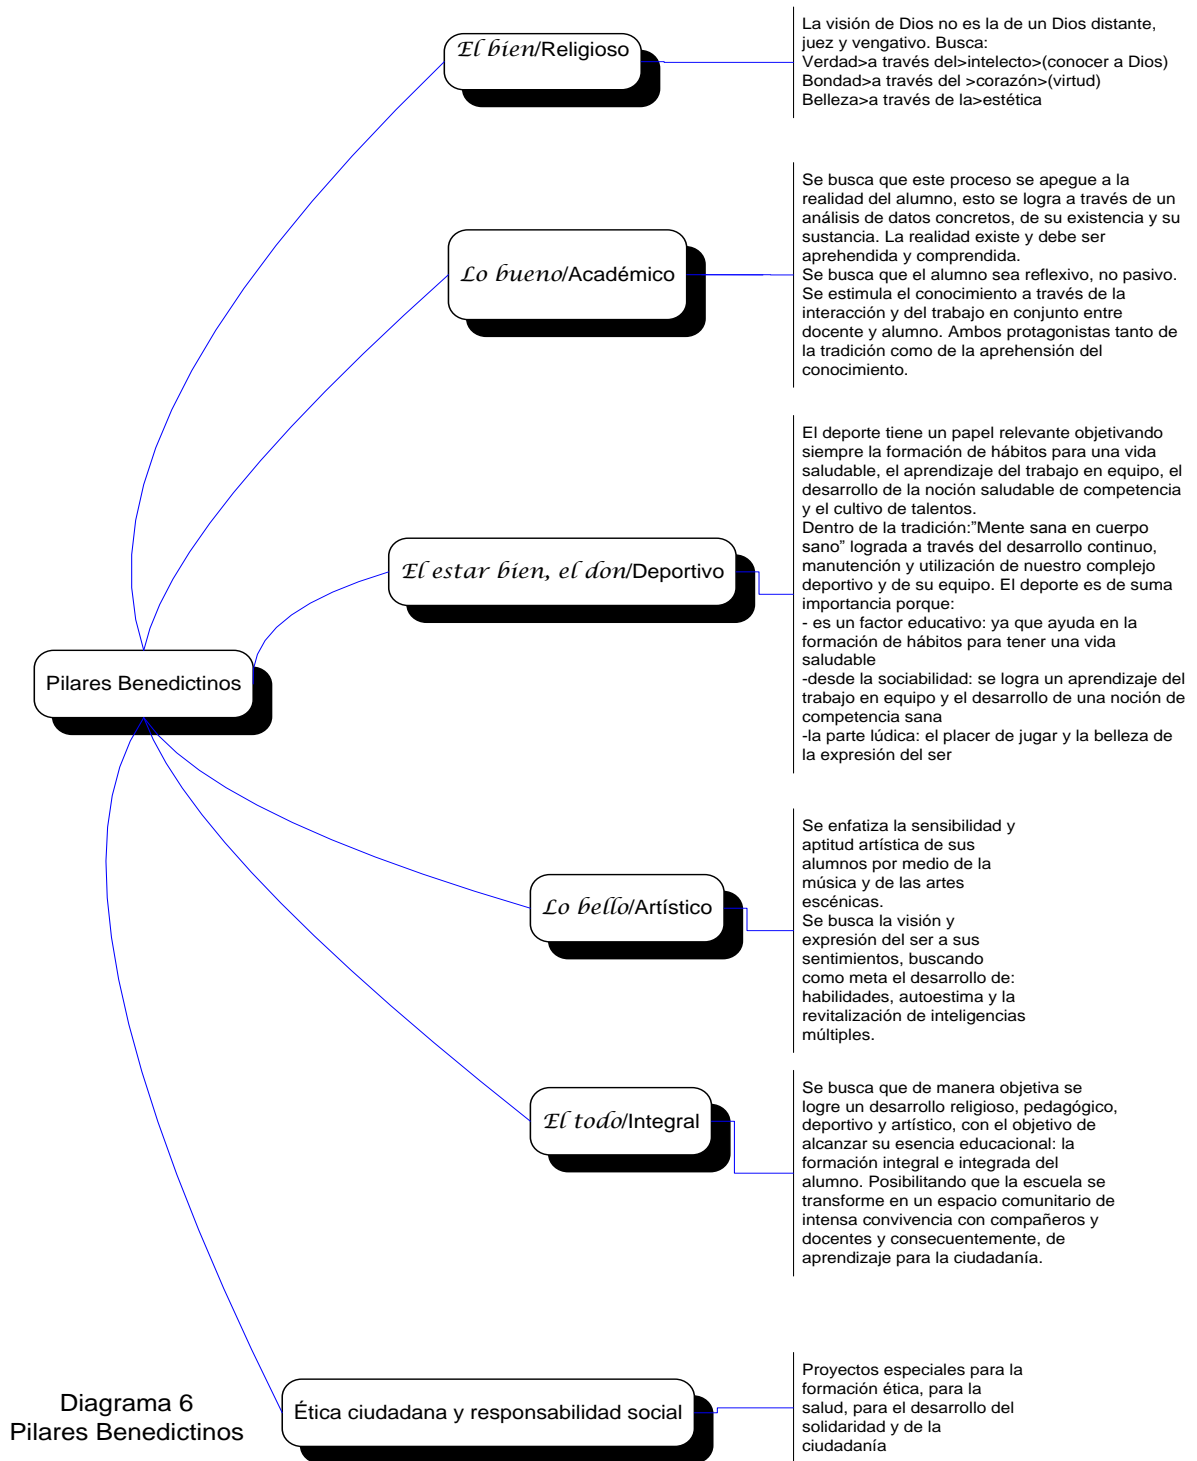 El bien/Religioso
La visión de Dios no es la de un Dios distante,
juez y vengativo. Busca:
Verdad>a través del>intelecto>(conocer a Dios)
Bondad>a través del >corazón>(virtud)
Belleza>a través de la>estética
Lo bueno/Académico
Se busca que este proceso se apegue a la
realidad del alumno, esto se logra a través de un
análisis de datos concretos, de su existencia y su
sustancia. La realidad existe y debe ser
aprehendida y comprendida.
Se busca que el alumno sea reflexivo, no pasivo.
Se estimula el conocimiento a través de la
interacción y del trabajo en conjunto entre
docente y alumno. Ambos protagonistas tanto de
la tradición como de la aprehensión del
conocimiento.
El estar bien, el don/Deportivo
El deporte tiene un papel relevante objetivando
siempre la formación de hábitos para una vida
saludable, el aprendizaje del trabajo en equipo, el
desarrollo de la noción saludable de competencia
y el cultivo de talentos.
Dentro de la tradición:”Mente sana en cuerpo
sano” lograda a través del desarrollo continuo,
manutención y utilización de nuestro complejo
deportivo y de su equipo. El deporte es de suma
importancia porque:
- es un factor educativo: ya que ayuda en la
formación de hábitos para tener una vida
saludable
-desde la sociabilidad: se logra un aprendizaje del
trabajo en equipo y el desarrollo de una noción de
competencia sana
-la parte lúdica: el placer de jugar y la belleza de
la expresión del ser
Pilares Benedictinos
Lo bello/Artístico
Se enfatiza la sensibilidad y
aptitud artística de sus
alumnos por medio de la
música y de las artes
escénicas.
Se busca la visión y
expresión del ser a sus
sentimientos, buscando
como meta el desarrollo de:
habilidades, autoestima y la
revitalización de inteligencias
múltiples.
El todo/Integral
Se busca que de manera objetiva se
logre un desarrollo religioso, pedagógico,
deportivo y artístico, con el objetivo de
alcanzar su esencia educacional: la
formación integral e integrada del
alumno. Posibilitando que la escuela se
transforme en un espacio comunitario de
intensa convivencia con compañeros y
docentes y consecuentemente, de
aprendizaje para la ciudadanía.
Ética ciudadana y responsabilidad social
Proyectos especiales para la
formación ética, para la
salud, para el desarrollo del
solidaridad y de la
ciudadanía
Diagrama 6
Pilares Benedictinos